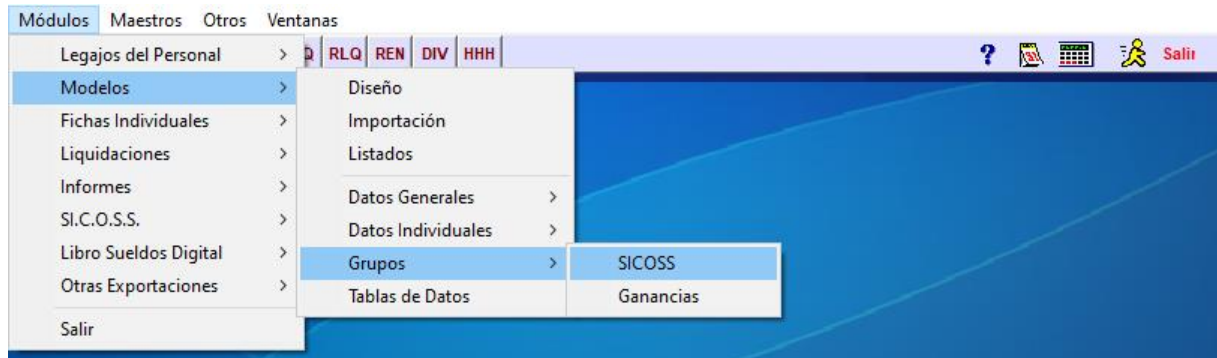 Módulos Maestros Otros Ventanas
Legajos del Personal > Q RLQ REN DIV HHH ? Salir
Modelos > Diseño
Fichas Individuales > Importación
Liquidaciones > Listados
Informes > Datos Generales >
SI.C.O.S.S. > Datos Individuales >
Libro Sueldos Digital > Grupos > SICOSS
Otras Exportaciones > Tablas de Datos Ganancias
Salir